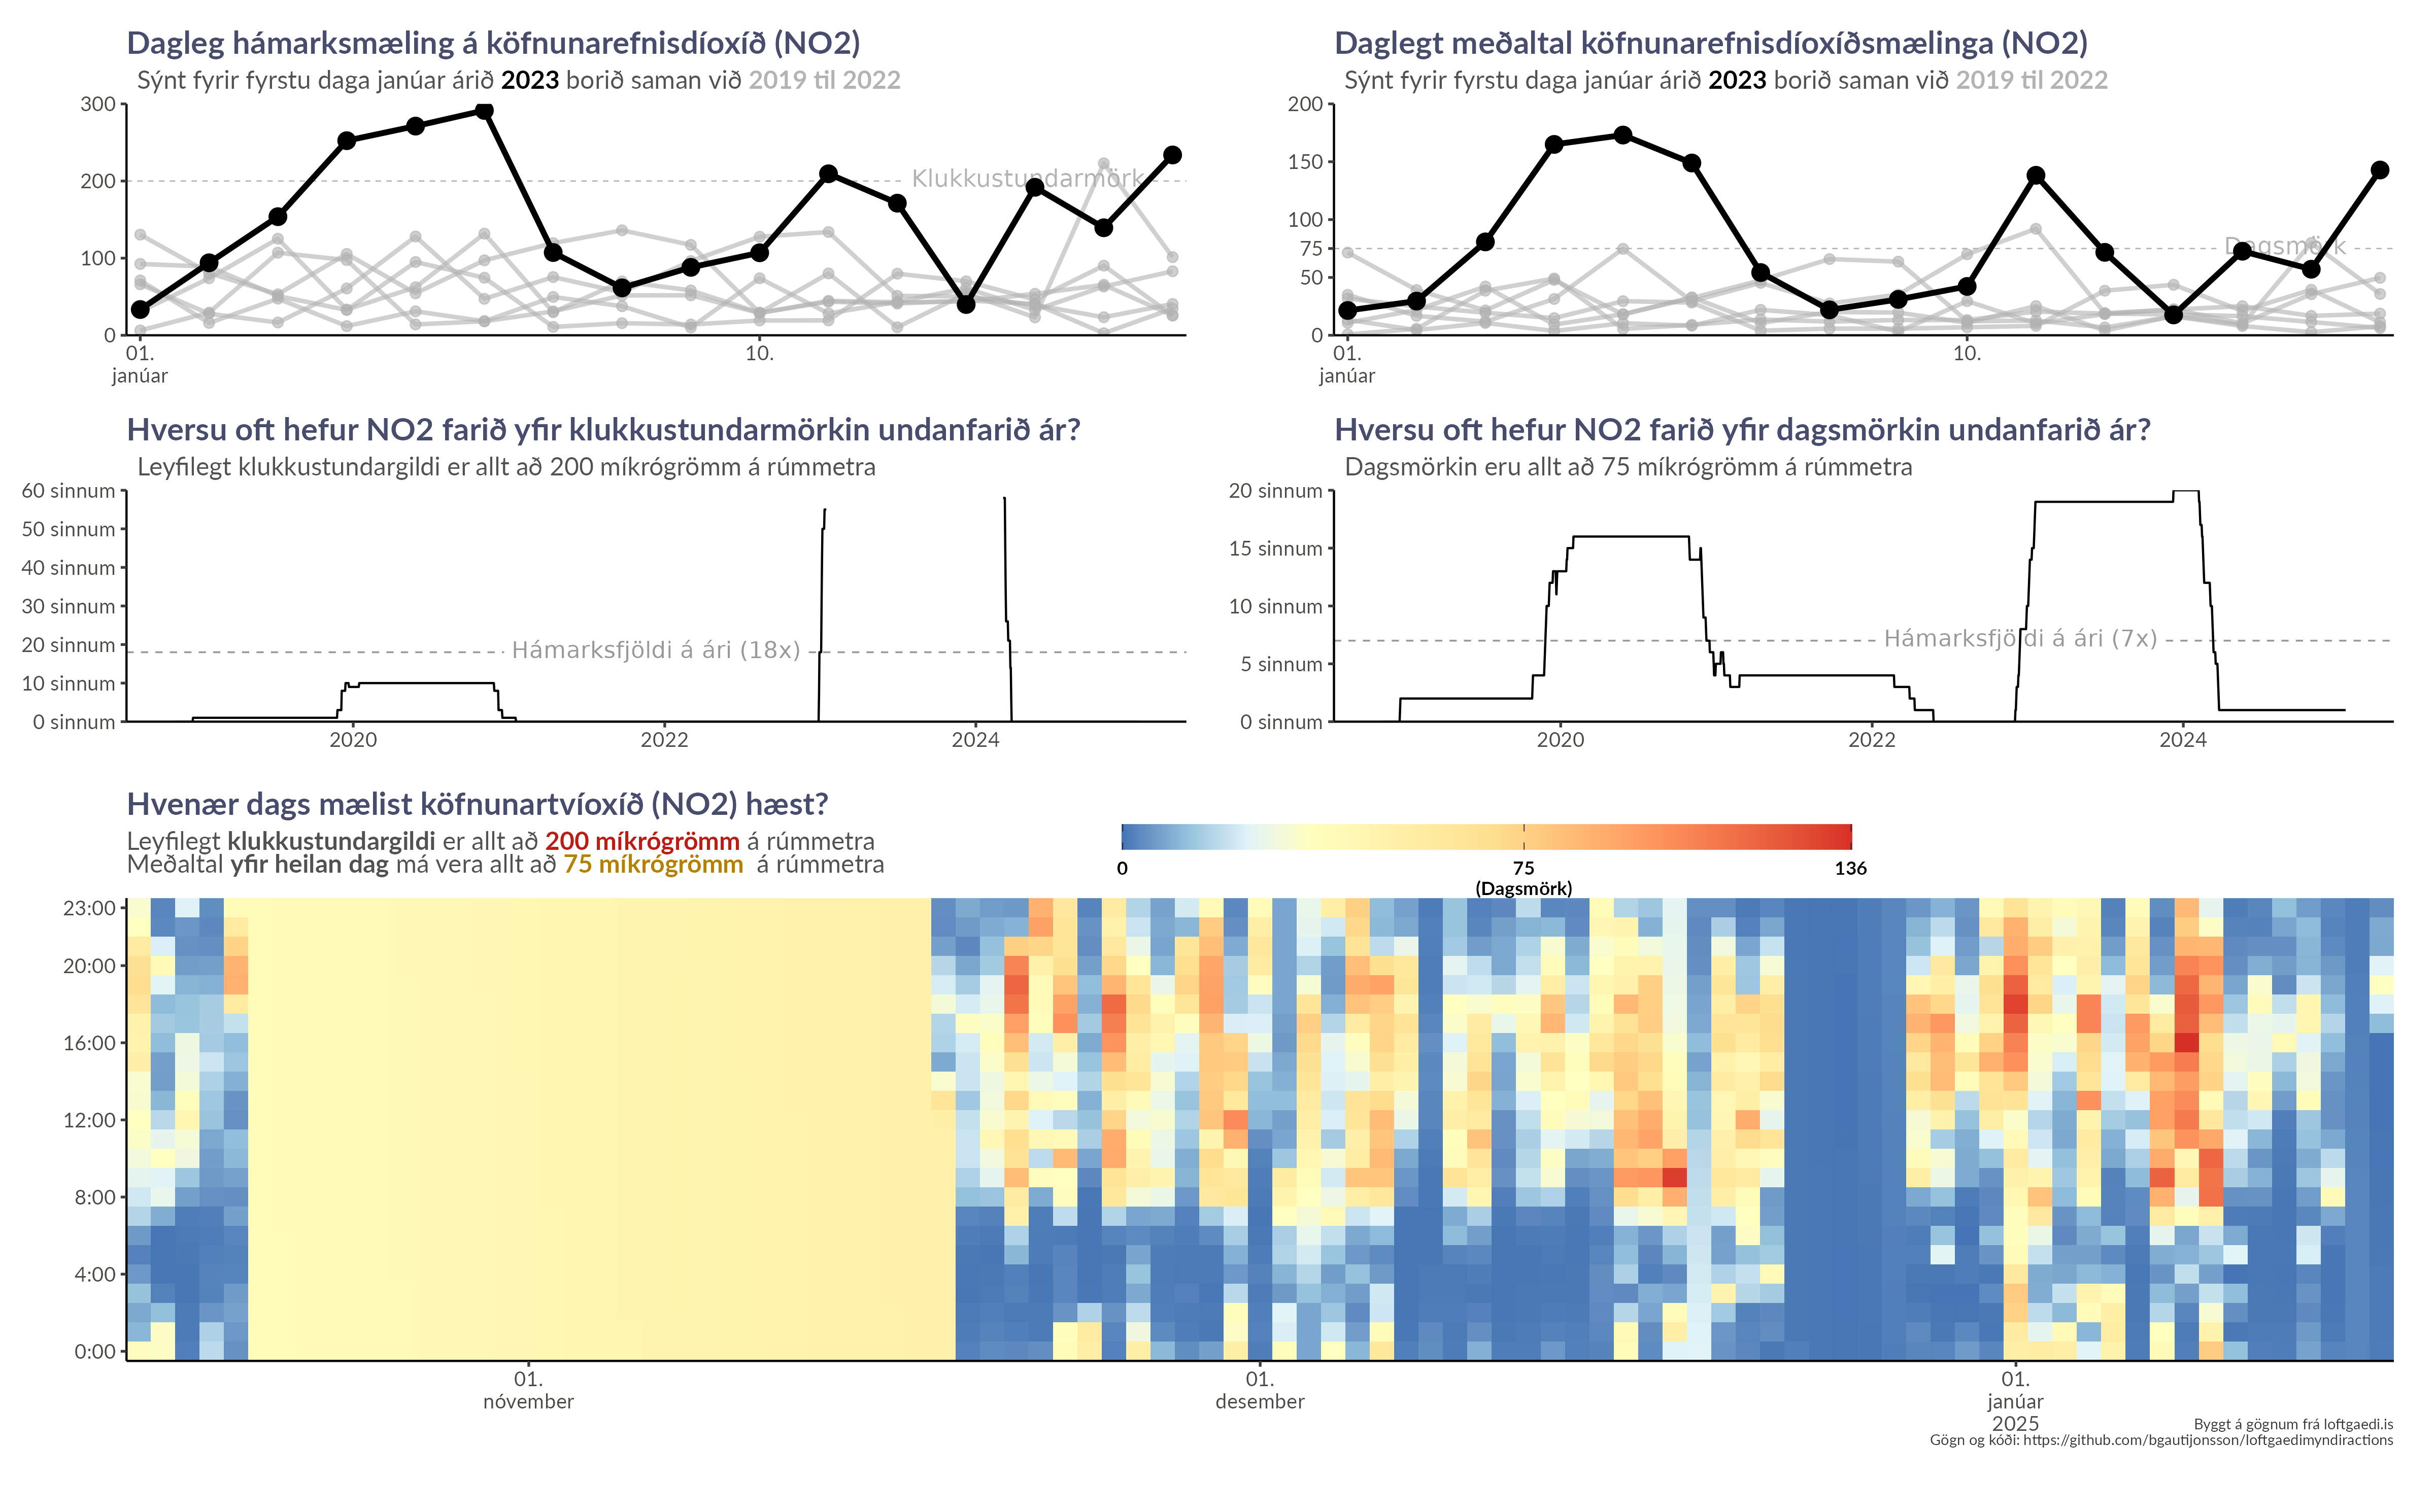 Dagleg hámarksmæling á köfnunarefnisdíoxíð (NO2)
Sýnt fyrir fyrstu daga janúar árið 2023 borið saman við 2019 til 2022
300
200
100
0
Klukkustundarmörk
01.
janúar
10.
Daglegt meðaltal köfnunarefnisdíoxíðsmælinga (NO2)
Sýnt fyrir fyrstu daga janúar árið 2023 borið saman við 2019 til 2022
200
150
100
75
50
0
Dagsmörk
01.
janúar
10.
Hversu oft hefur NO2 farið yfir klukkustundarmörkin undanfarið ár?
Leyfilegt klukkustundargildi er allt að 200 míkrógrömm á rúmmetra
60 sinnum
50 sinnum
40 sinnum
30 sinnum
20 sinnum
10 sinnum
0 sinnum
Hámarksfjöldi á ári (18x)
2020
2022
2024
Hversu oft hefur NO2 farið yfir dagsmörkin undanfarið ár?
Dagsmörkin eru allt að 75 míkrógrömm á rúmmetra
20 sinnum
15 sinnum
10 sinnum
5 sinnum
0 sinnum
Hámarksfjöldi á ári (7x)
2020
2022
2024
Hvenær dags mælist köfnunartvíoxíð (NO2) hæst?
Leyfilegt klukkustundargildi er allt að 200 míkrógrömm á rúmmetra
Meðaltal yfir heilan dag má vera allt að 75 míkrógrömm á rúmmetra
0
75
(Dagsmörk)
136
23:00
20:00
16:00
12:00
8:00
4:00
0:00
01.
nóvember
01.
desember
01.
janúar
2025
Byggt á gögnum frá loftgaedi.is
Gögn og kóði: https://github.com/bgautijonsson/loftgaedimyndiractions